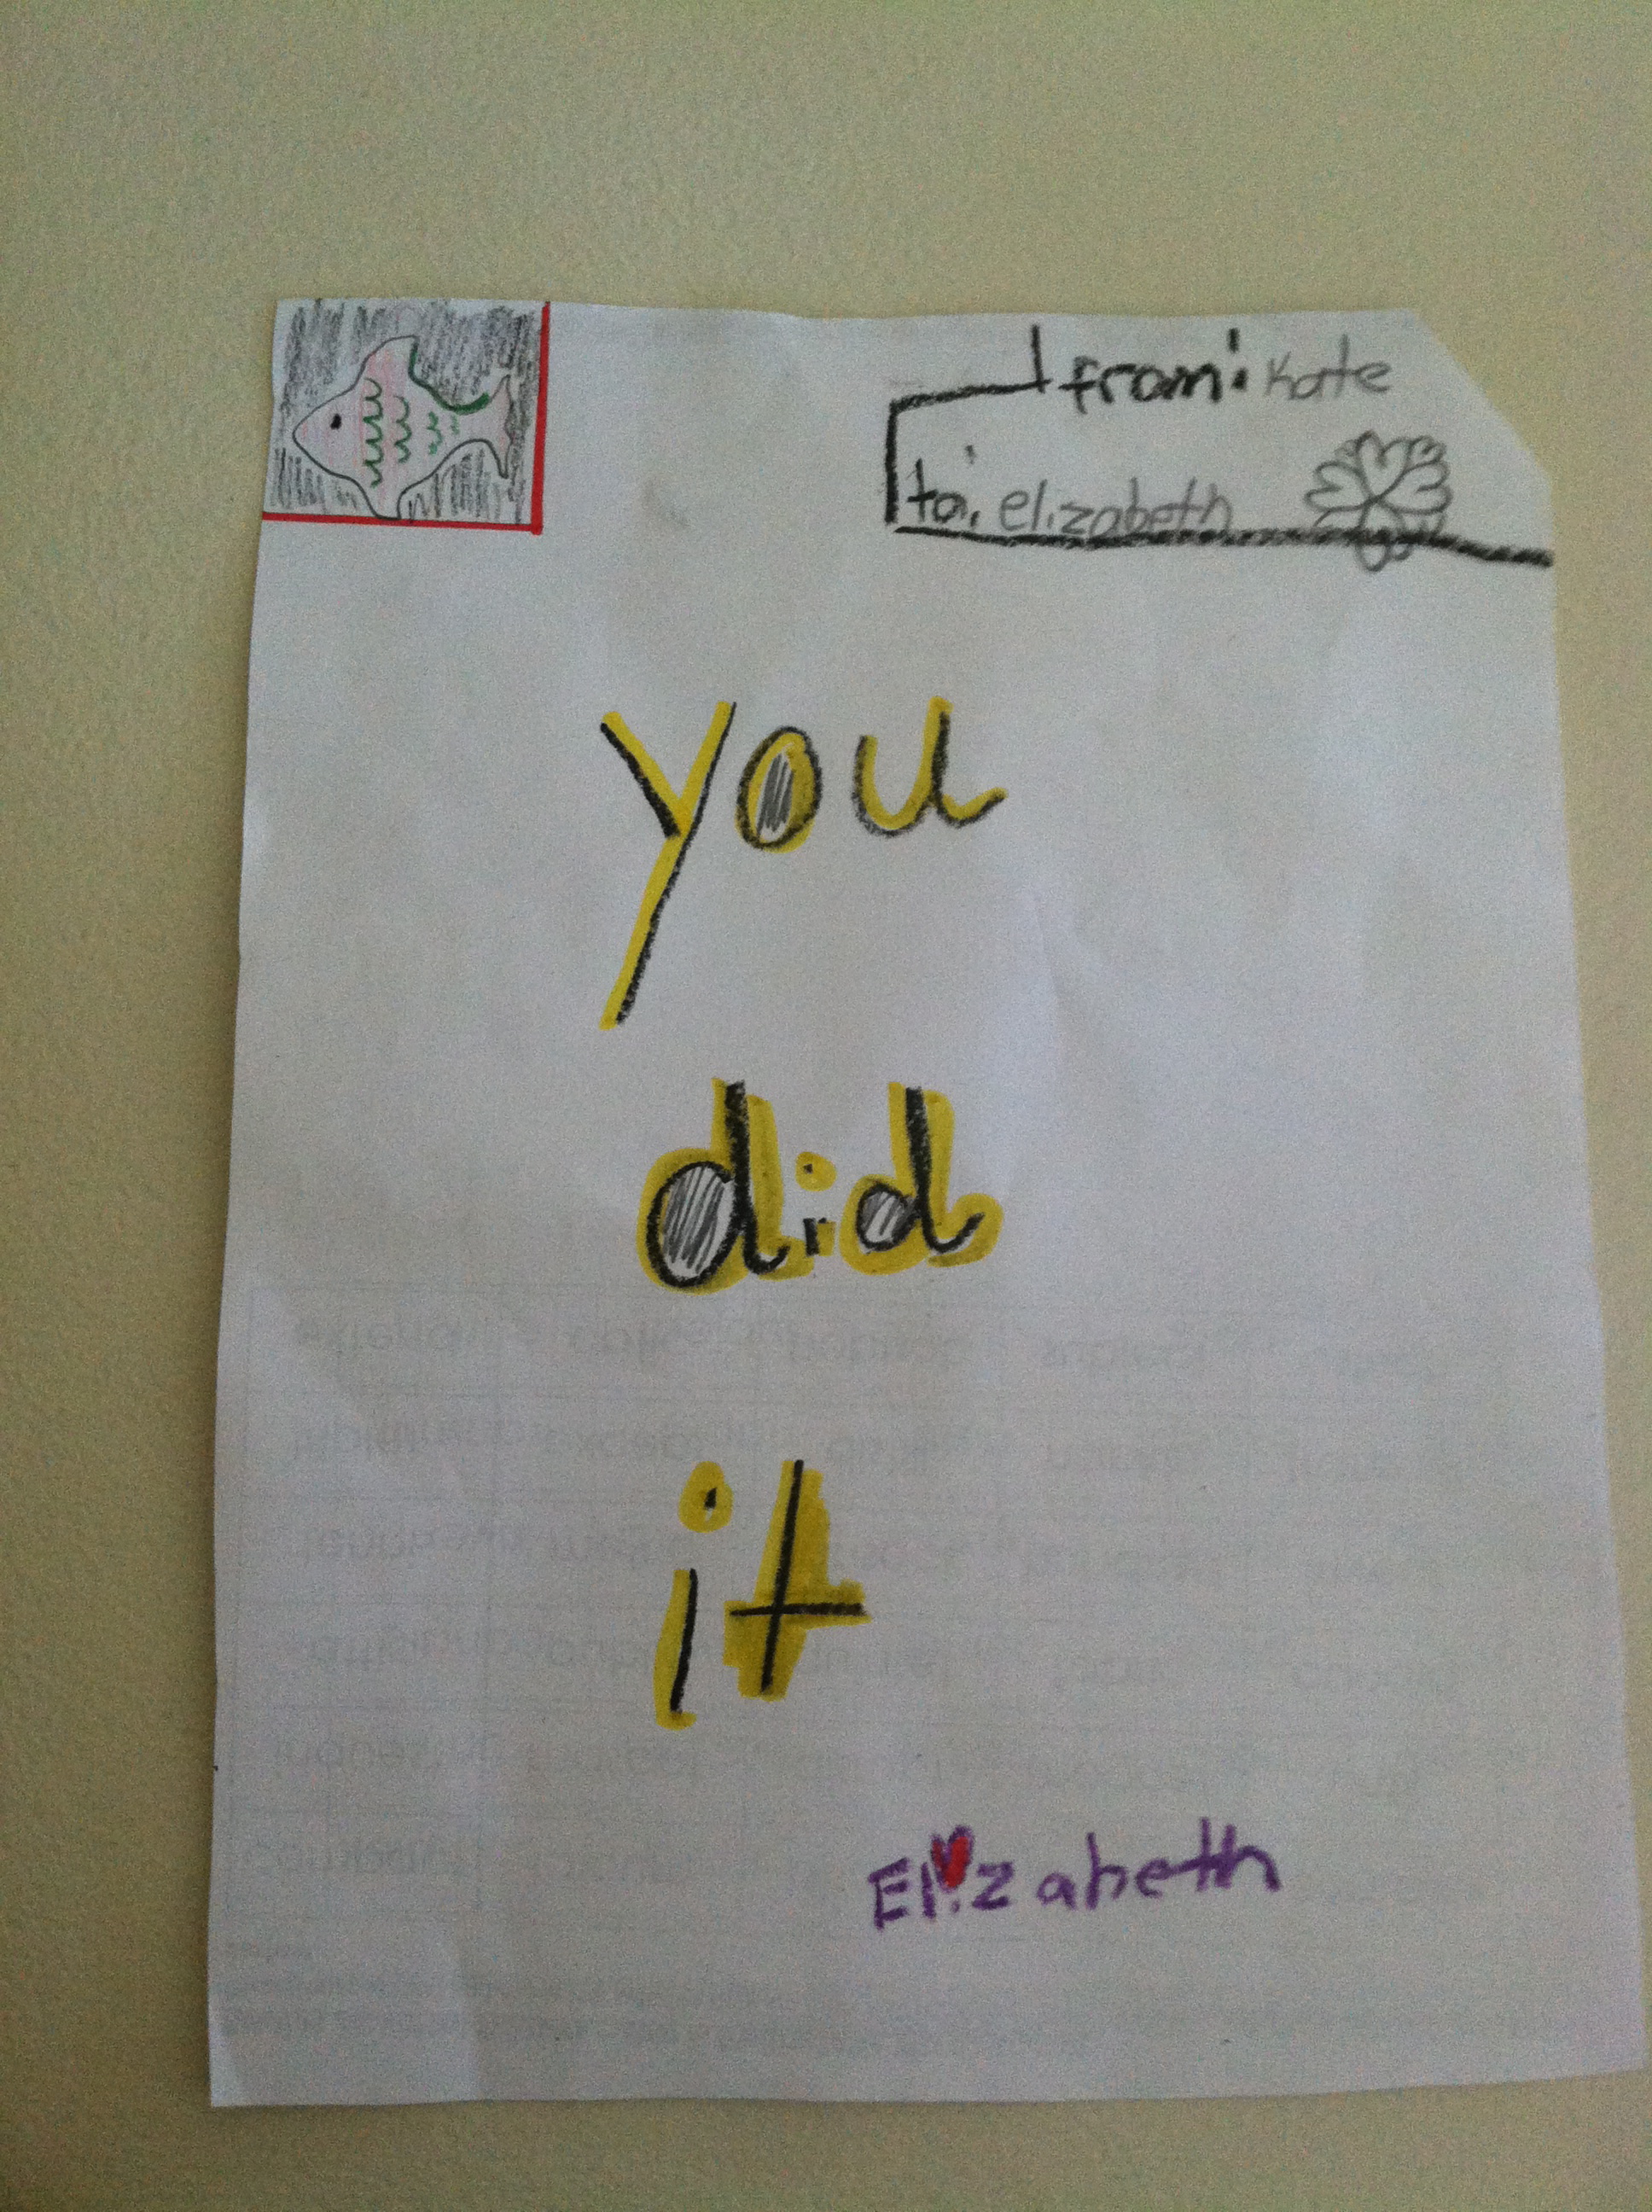 from: Kate
to: elizabeth
you
did
it
Elizabeth